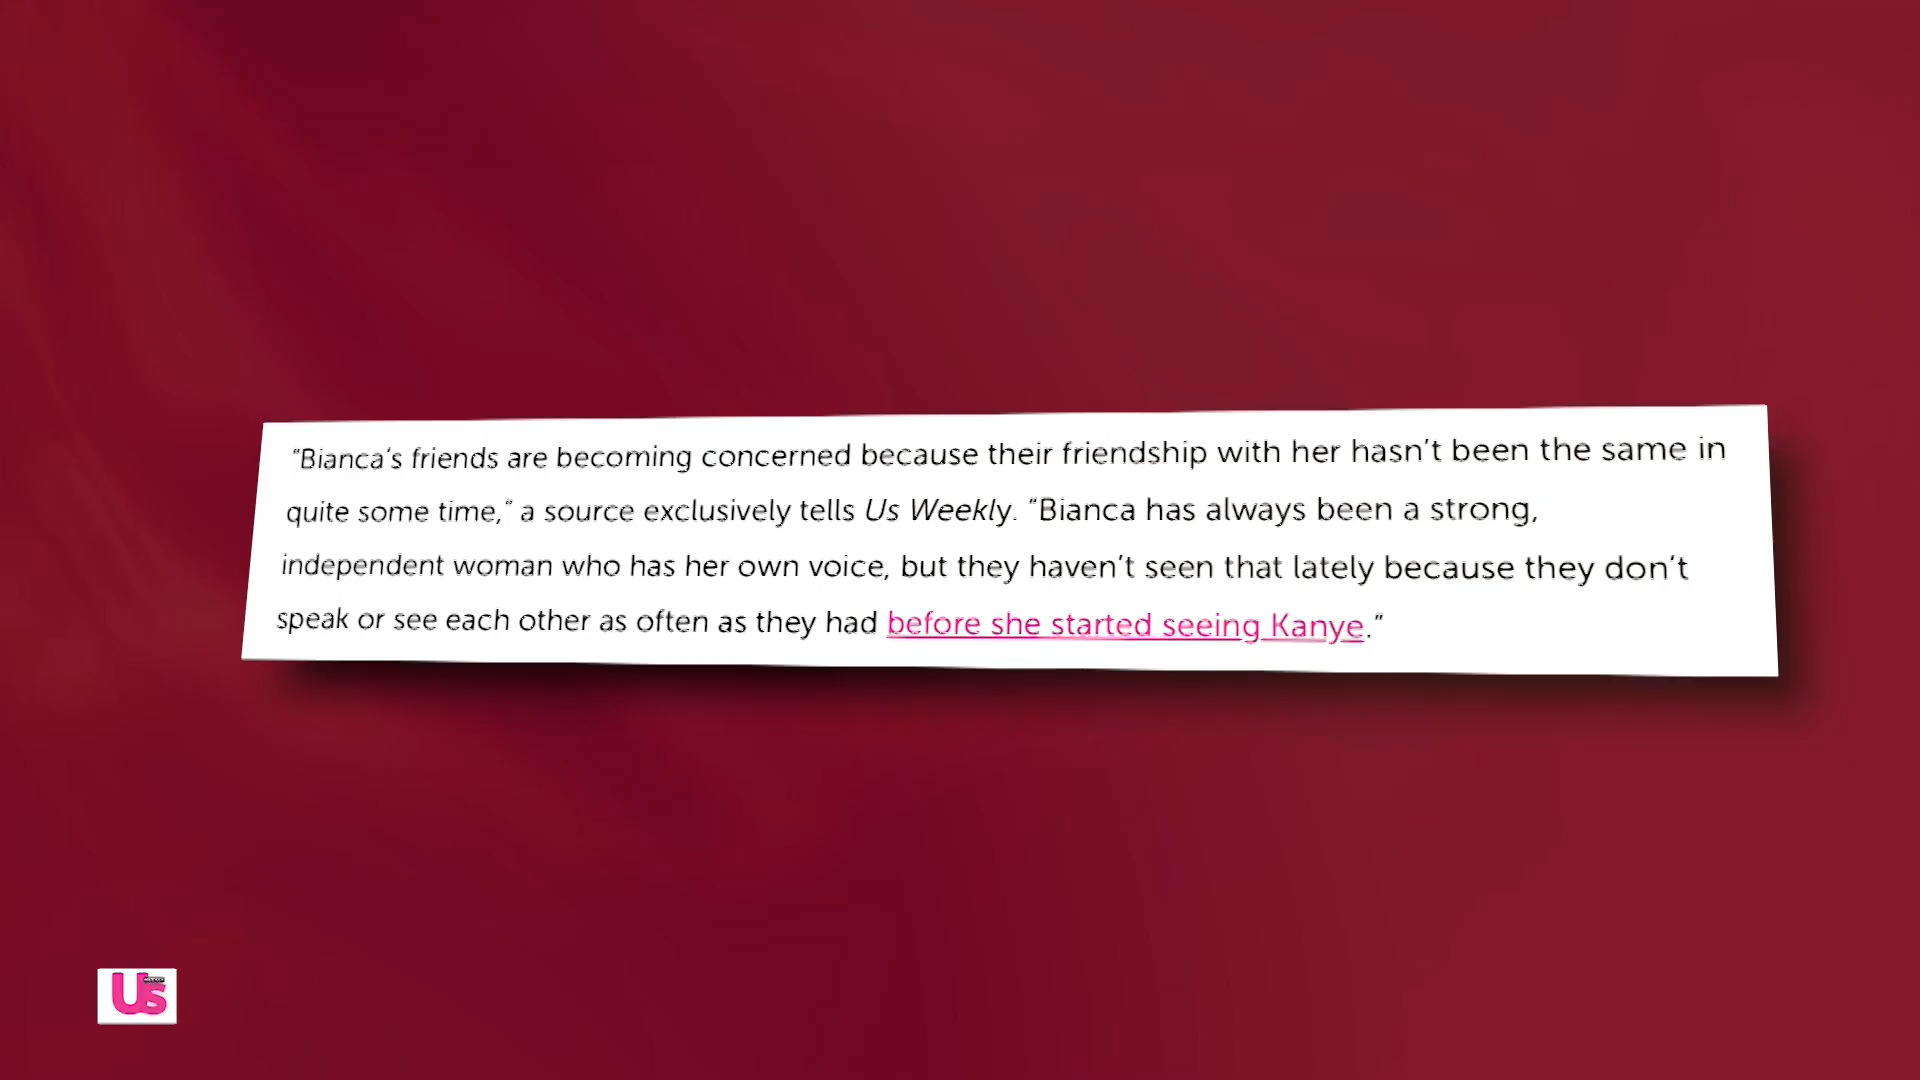 "Bianca's friends are becoming concerned because their friendship with her hasn't been the same in
quite some time," a source exclusively tells Us Weekly. "Bianca has always been a strong,
independent woman who has her own voice, but they haven't seen that lately because they don't
speak or see each other as often as they had before she started seeing Kanye."
Us